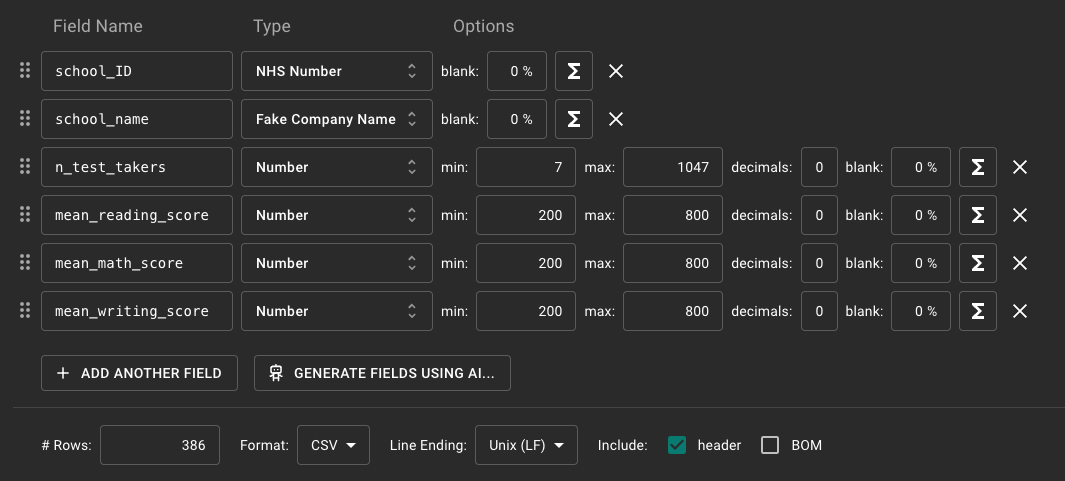 Field Name Type Options
school_ID NHS Number blank: 0 % Σ
school_name Fake Company Name blank: 0 % Σ
n_test_takers Number min: 7 max: 1047 decimals: 0 blank: 0 % Σ
mean_reading_score Number min: 200 max: 800 decimals: 0 blank: 0 % Σ
mean_math_score Number min: 200 max: 800 decimals: 0 blank: 0 % Σ
mean_writing_score Number min: 200 max: 800 decimals: 0 blank: 0 % Σ
+ ADD ANOTHER FIELD GENERATE FIELDS USING AI...
# Rows: 386 Format: CSV Line Ending: Unix (LF) Include: header BOM